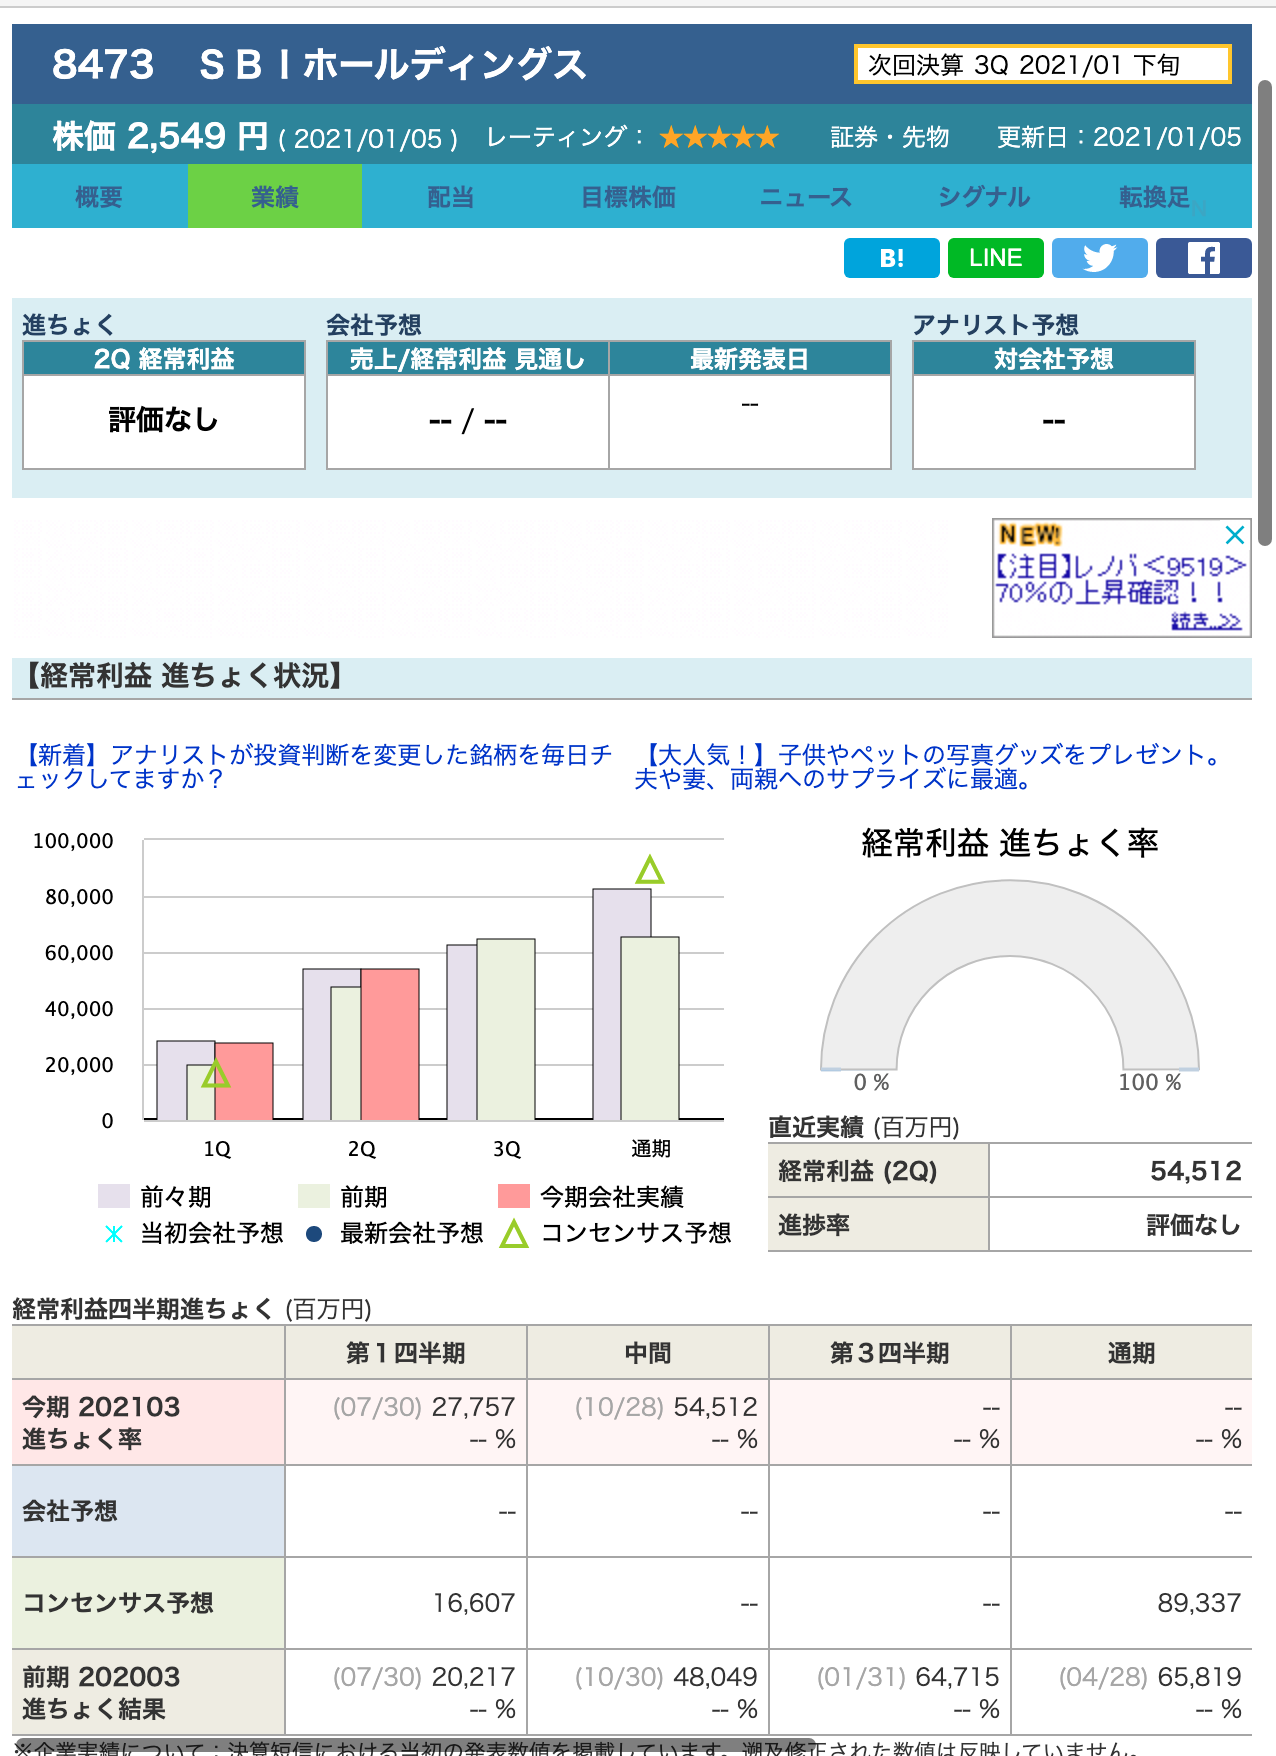 8473　ＳＢＩホールディングス
次回決算 3Q 2021/01 下旬
株価 2,549 円 ( 2021/01/05 )　レーティング： ★★★★★　証券・先物　更新日：2021/01/05
概要　業績　配当　目標株価　ニュース　シグナル　転換足
B!　LINE
進ちょく　会社予想　アナリスト予想
2Q 経常利益　売上/経常利益 見通し　最新発表日　対会社予想
評価なし　-- / --　--　--
NEW!
【注目】レノバ＜9519＞
70%の上昇確認！！
続き..>>
【経常利益 進ちょく状況】
【新着】アナリストが投資判断を変更した銘柄を毎日チ
ェックしてますか？
【大人気！】子供やペットの写真グッズをプレゼント。
夫や妻、両親へのサプライズに最適。
100,000
80,000
60,000
40,000
20,000
0
1Q　2Q　3Q　通期
前々期　前期　今期会社実績
当初会社予想　最新会社予想　コンセンサス予想
経常利益 進ちょく率
0 %　100 %
直近実績 (百万円)
経常利益 (2Q)　54,512
進捗率　評価なし
経常利益四半期進ちょく (百万円)
第１四半期　中間　第３四半期　通期
今期 202103　(07/30) 27,757　(10/28) 54,512　--　--
進ちょく率　-- %　-- %　-- %　-- %
会社予想　--　--　--　--
コンセンサス予想　16,607　--　--　89,337
前期 202003　(07/30) 20,217　(10/30) 48,049　(01/31) 64,715　(04/28) 65,819
進ちょく結果　-- %　-- %　-- %　-- %
※企業実績について：決算短信における当初の発表数値を掲載しています。遡及修正された数値は反映していません。